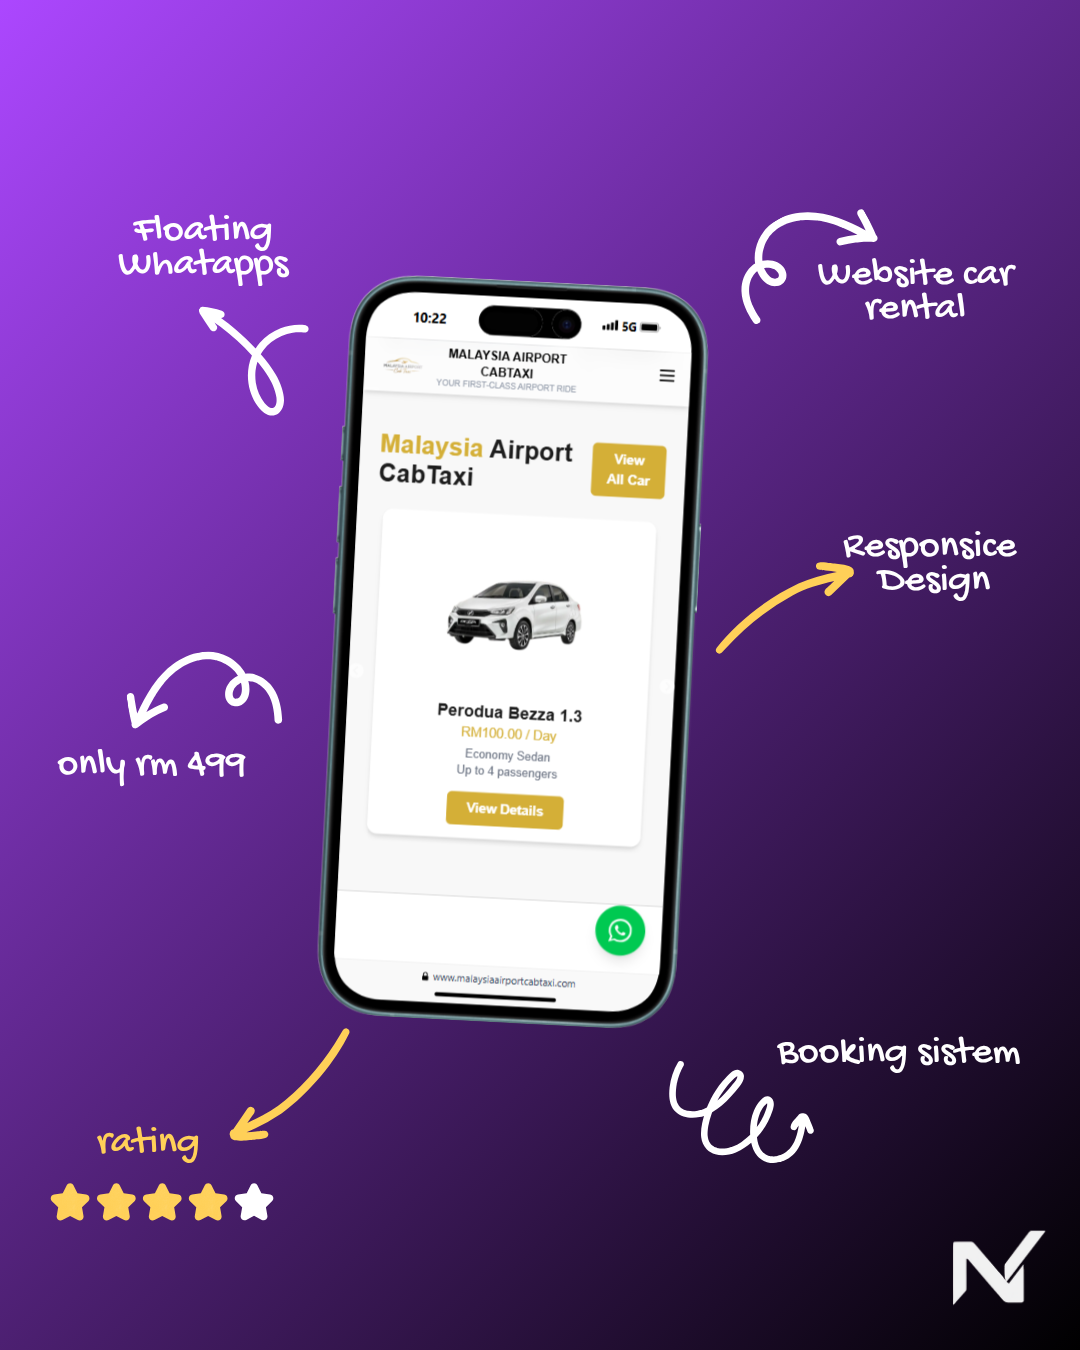 Floating
Whatapps
Website car
rental
10:22
5G
MALAYSIA AIRPORT
CABTAXI
YOUR FIRST-CLASS AIRPORT RIDE
Malaysia Airport
CabTaxi
View
All Car
Responsice
Design
Perodua Bezza 1.3
RM100.00 / Day
Economy Sedan
Up to 4 passengers
View Details
only rm 499
www.malaysiaairportcabtaxi.com
Booking sistem
rating